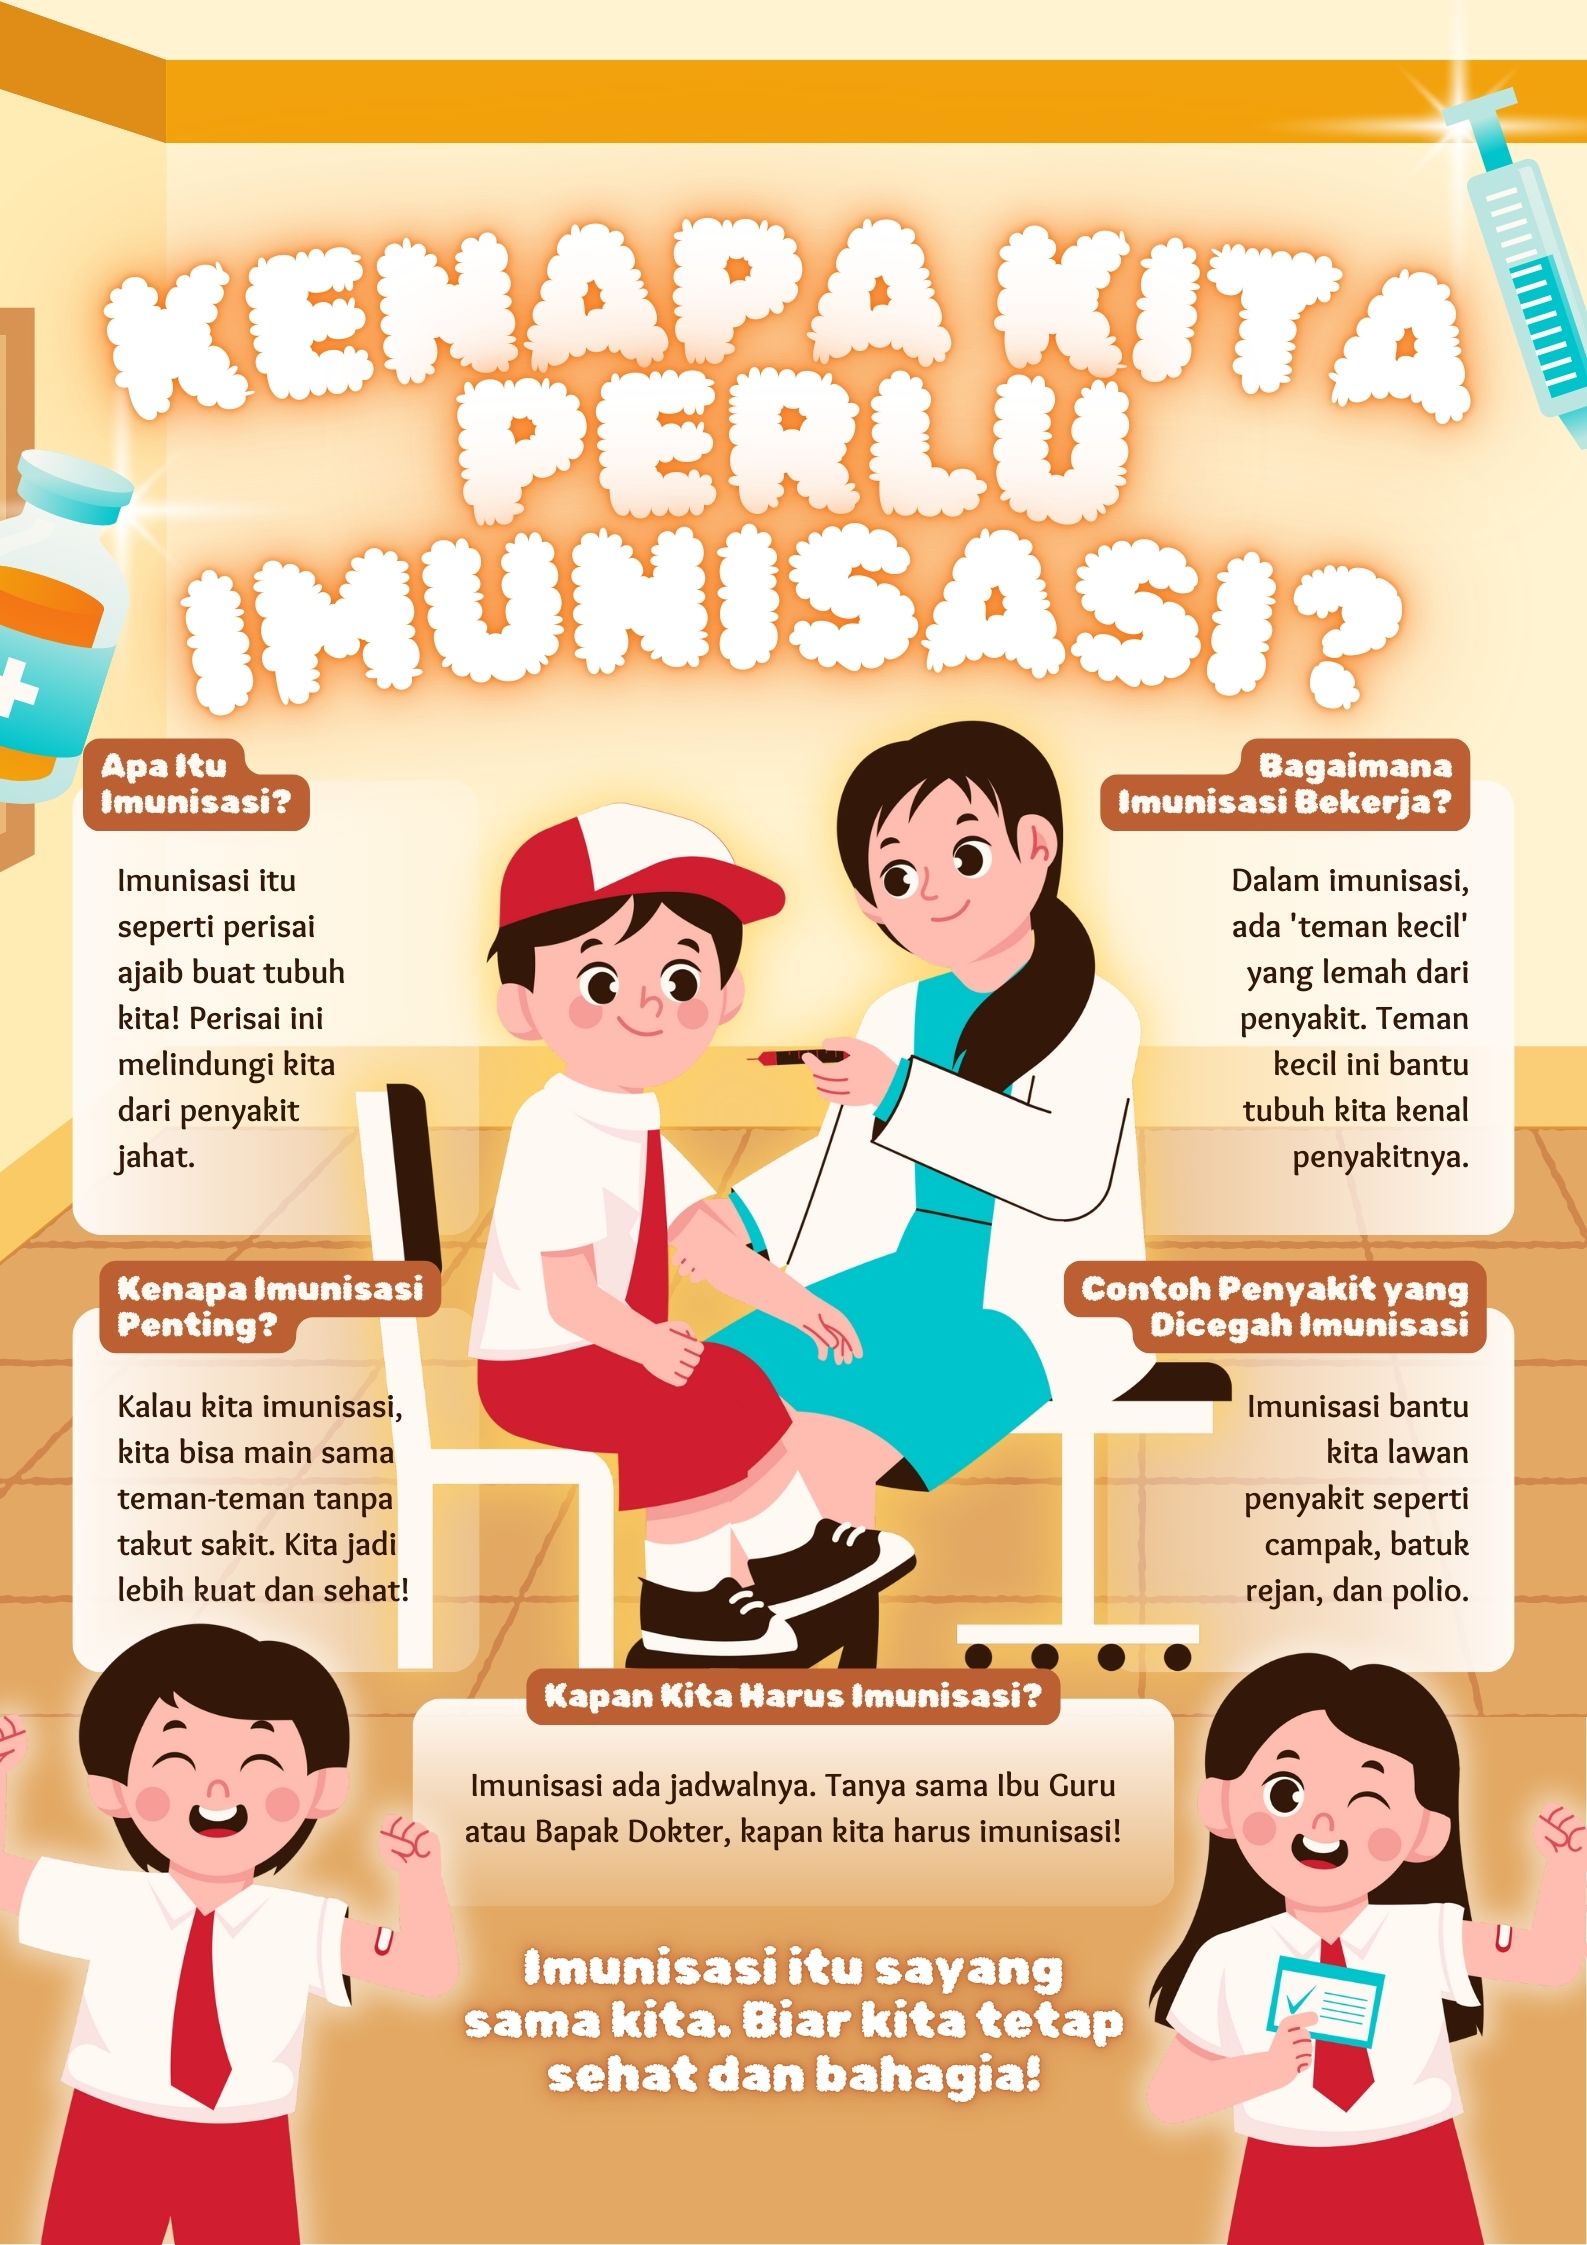 KENAPA KITA
PERLU
IMUNISASI?
Apa Itu
Imunisasi?
Imunisasi itu
seperti perisai
ajaib buat tubuh
kita! Perisai ini
melindungi kita
dari penyakit
jahat.
Bagaimana
Imunisasi Bekerja?
Dalam imunisasi,
ada 'teman kecil'
yang lemah dari
penyakit. Teman
kecil ini bantu
tubuh kita kenal
penyakitnya.
Kenapa Imunisasi
Penting?
Kalau kita imunisasi,
kita bisa main sama
teman-teman tanpa
takut sakit. Kita jadi
lebih kuat dan sehat!
Contoh Penyakit yang
Dicegah Imunisasi
Imunisasi bantu
kita lawan
penyakit seperti
campak, batuk
rejan, dan polio.
Kapan Kita Harus Imunisasi?
Imunisasi ada jadwalnya. Tanya sama Ibu Guru
atau Bapak Dokter, kapan kita harus imunisasi!
Imunisasi itu sayang
sama kita. Biar kita tetap
sehat dan bahagia!